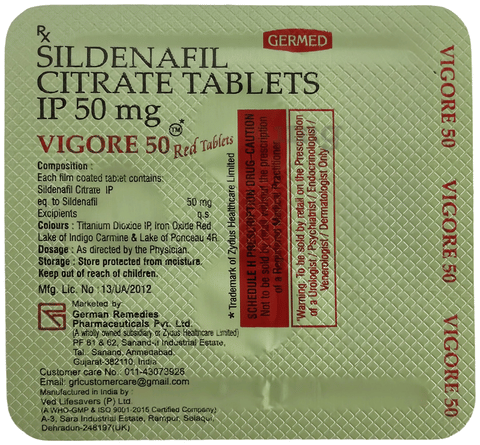 Rx
GERMED
SILDENAFIL
CITRATE TABLETS
IP 50 mg
VIGORE 50™* Red Tablets
Composition :
Each film coated tablet contains:
Sildenafil Citrate IP
eq. to Sildenafil 50 mg
Excipients q.s
Colours : Titanium Dioxide IP, Iron Oxide Red
Lake of Indigo Carmine & Lake of Ponceau 4R
Dosage : As directed by the Physician.
Storage : Store protected from moisture.
Keep out of reach of children.
Mfg. Lic. No : 13/UA/2012
Marketed by:
German Remedies
Pharmaceuticals Pvt. Ltd.
(A wholly owned subsidiary of Zydus Healthcare Limited)
PF 61 & 62, Sanand-II Industrial Estate,
Tal. Sanand, Ahmedabad,
Gujarat-382110, India
Customer care No.: 011-43073928
Email: grlcustomercare@gmail.com
Manufactured in India by :
Ved Lifesavers (P) Ltd.
(A WHO-GMP & ISO 9001-2015 Certified Company)
A-3, Sara Industrial Estate, Rampur, Selaqui,
Dehradun-248197(UK)
* Trademark of Zydus Healthcare Limited
SCHEDULE H PRESCRIPTION DRUG -CAUTION
Not to be sold by retail without the prescription
of a Registered Medical Practitioner.
"Warning: To be sold by retail on the Prescription
of a Urologist / Psychiatrist / Endocrinologist /
Venerologist / Dermatologist Only"
VIGORE 50
VIGORE 50
VIGORE 50